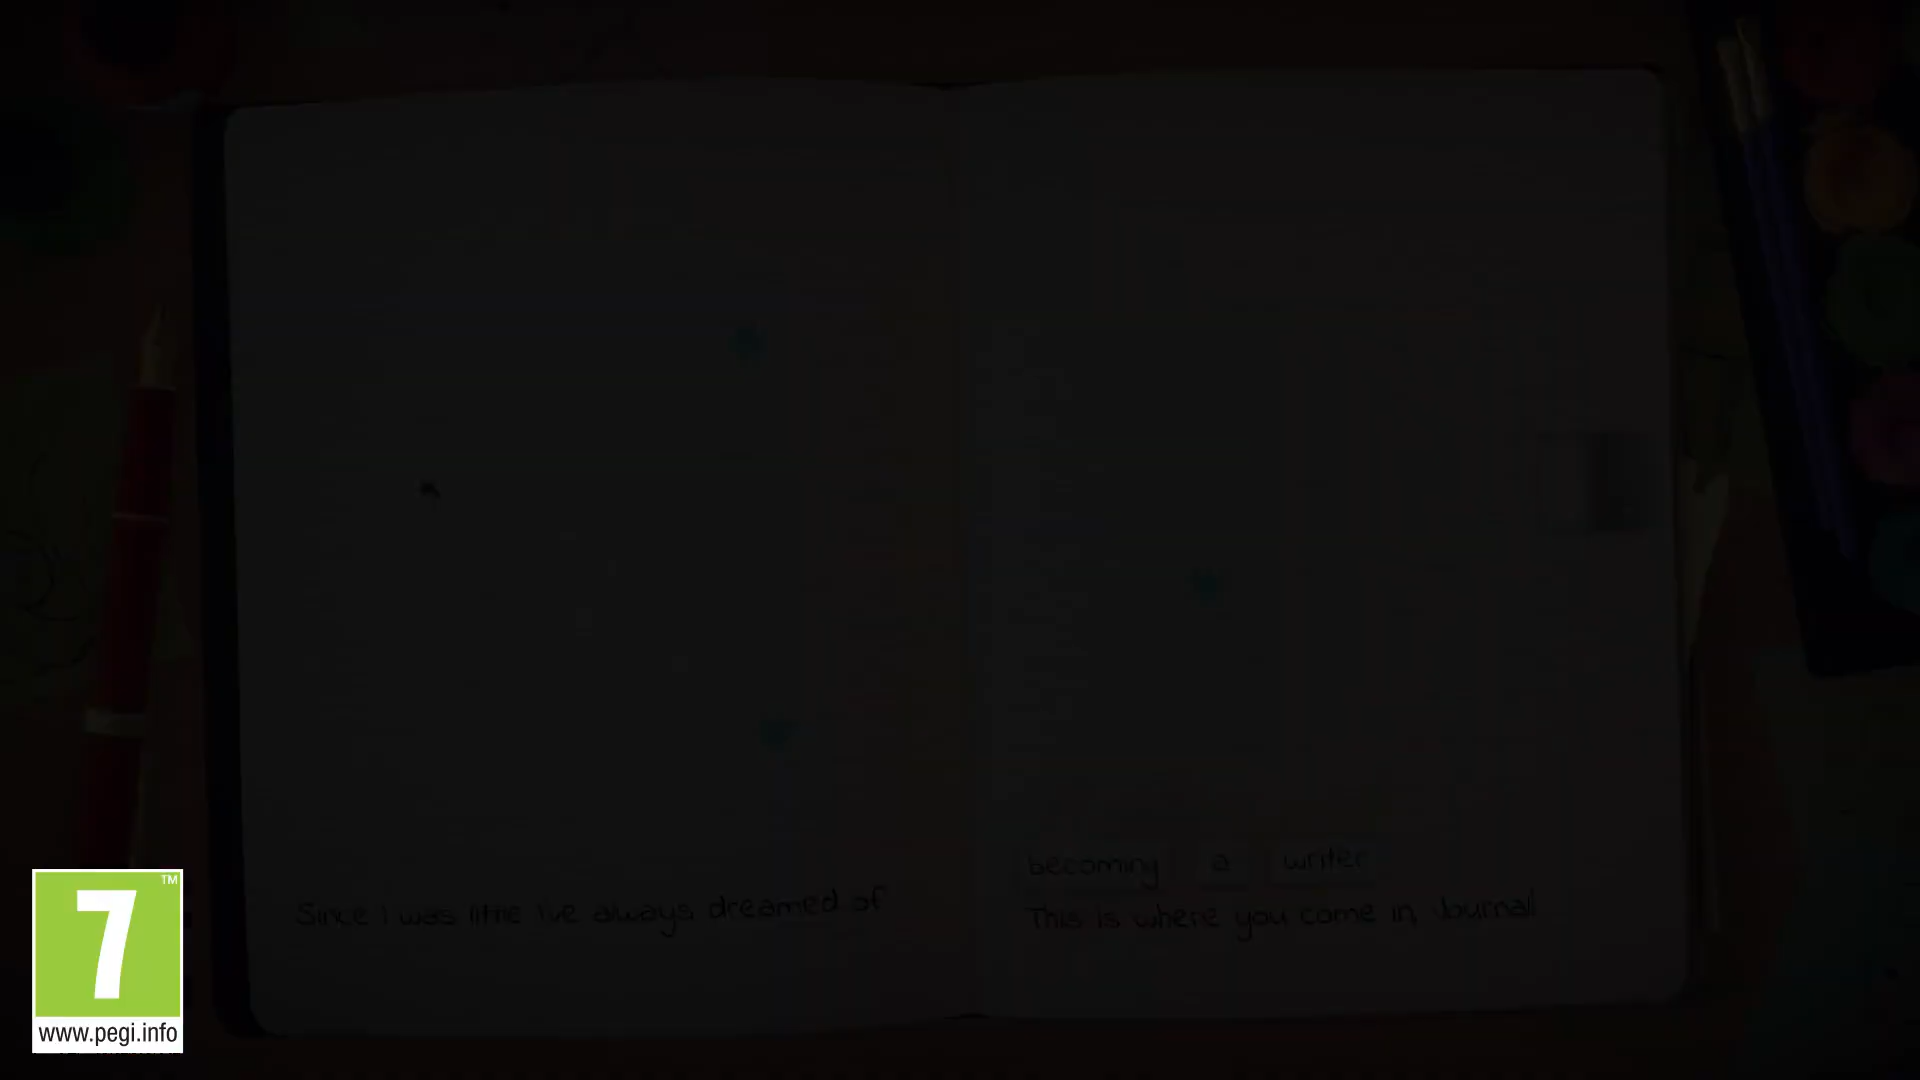 Since I was little I've always dreamed of
becoming a writer
This is where you come in, Journal!
7
TM
www.pegi.info